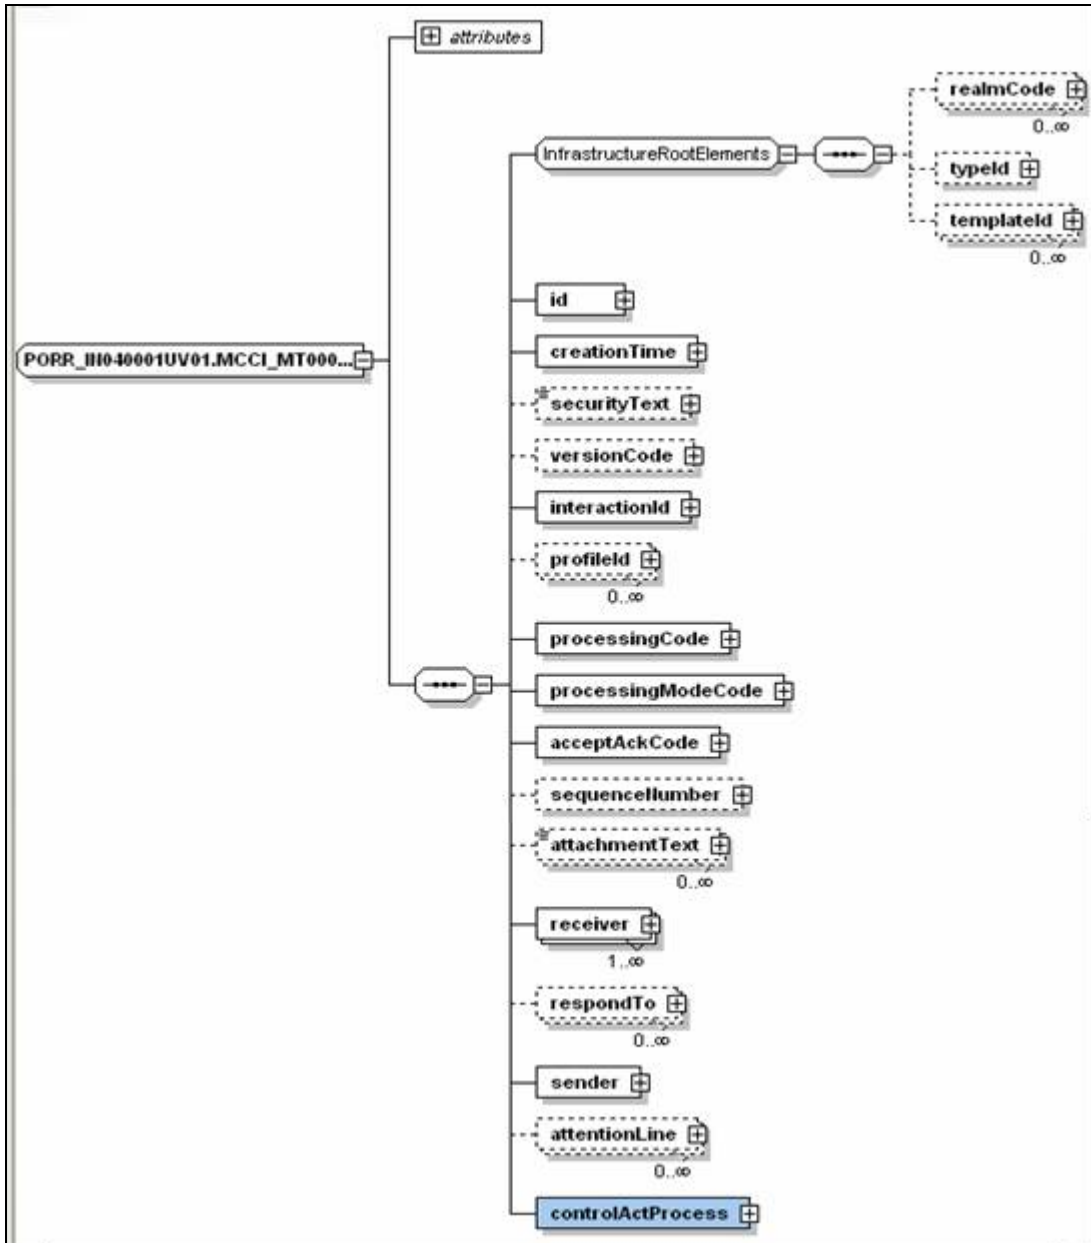 attributes
realmCode
0..∞
InfrastructureRootElements
typeId
templateId
0..∞
id
creationTime
PORR_IN040001UV01.MCCI_MT000...
securityText
versionCode
interactionId
profileId
0..∞
processingCode
processingModeCode
acceptAckCode
sequenceNumber
attachmentText
0..∞
receiver
1..∞
respondTo
0..∞
sender
attentionLine
0..∞
controlActProcess